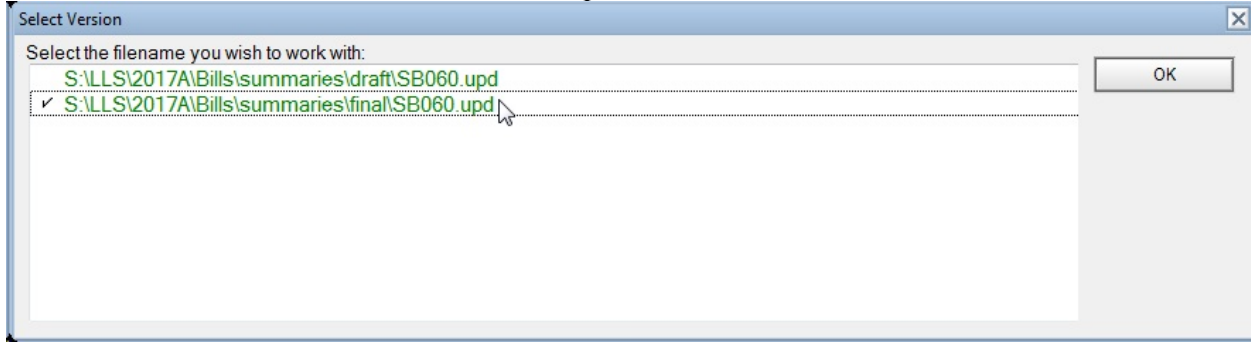 Select Version
Select the filename you wish to work with:
OK
S:\LLS\2017A\Bills\summaries\draft\SB060.upd
✓ S:\LLS\2017A\Bills\summaries\final\SB060.upd